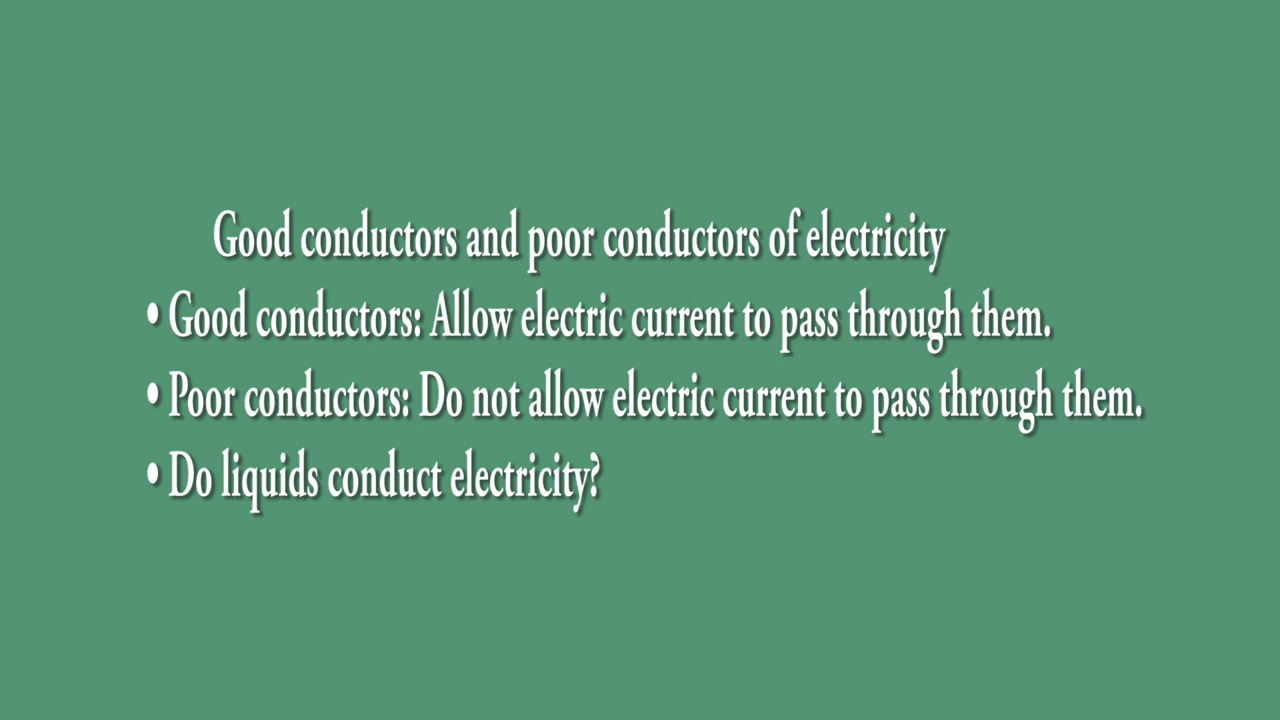 Good conductors and poor conductors of electricity
• Good conductors: Allow electric current to pass through them.
• Poor conductors: Do not allow electric current to pass through them.
• Do liquids conduct electricity?